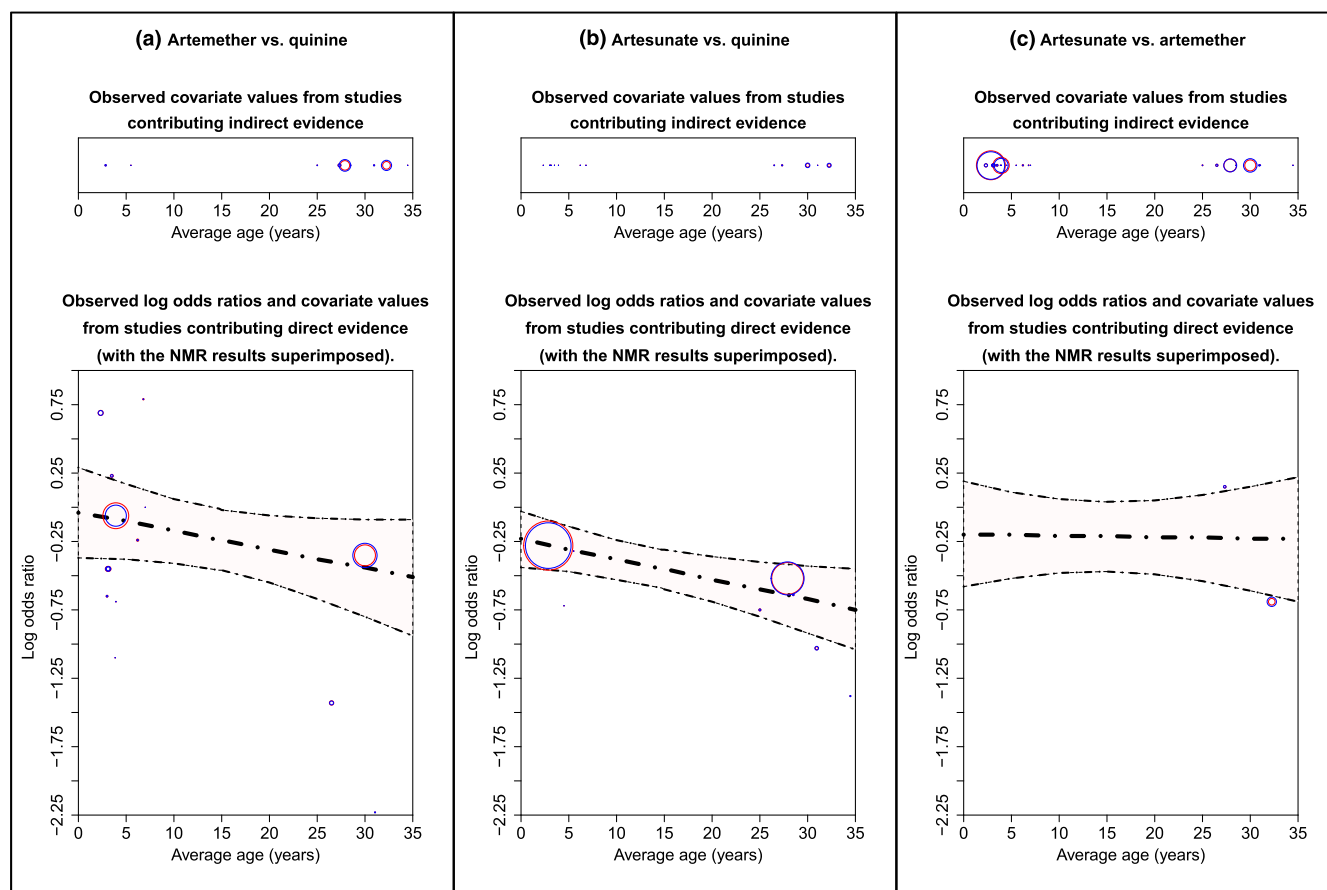 (a) Artemether vs. quinine
Observed covariate values from studies
contributing indirect evidence
0 5 10 15 20 25 30 35
Average age (years)
Observed log odds ratios and covariate values
from studies contributing direct evidence
(with the NMR results superimposed).
0.75
0.25
−0.25
−0.75
−1.25
−1.75
−2.25
Log odds ratio
0 5 10 15 20 25 30 35
Average age (years)
(b) Artesunate vs. quinine
Observed covariate values from studies
contributing indirect evidence
0 5 10 15 20 25 30 35
Average age (years)
Observed log odds ratios and covariate values
from studies contributing direct evidence
(with the NMR results superimposed).
0.75
0.25
−0.25
−0.75
−1.25
−1.75
−2.25
Log odds ratio
0 5 10 15 20 25 30 35
Average age (years)
(c) Artesunate vs. artemether
Observed covariate values from studies
contributing indirect evidence
0 5 10 15 20 25 30 35
Average age (years)
Observed log odds ratios and covariate values
from studies contributing direct evidence
(with the NMR results superimposed).
0.75
0.25
−0.25
−0.75
−1.25
−1.75
−2.25
Log odds ratio
0 5 10 15 20 25 30 35
Average age (years)